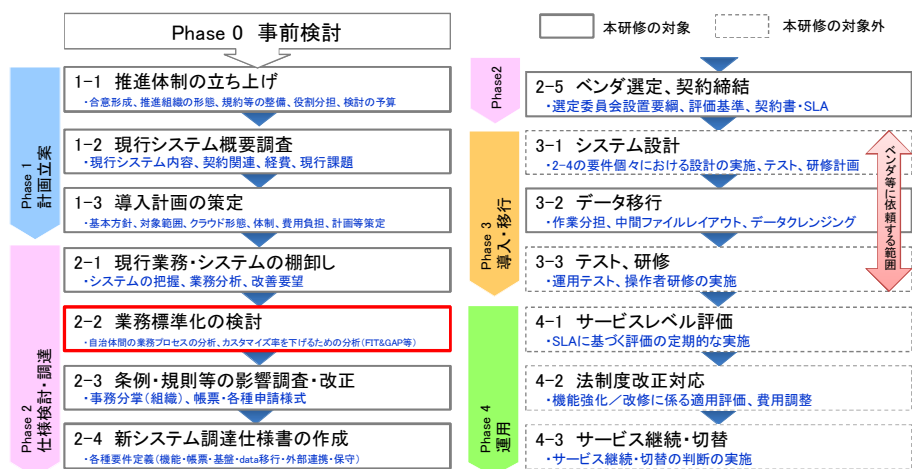 Phase 0 事前検討
本研修の対象
本研修の対象外
Phase 1
計画立案
1-1 推進体制の立ち上げ
・合意形成、推進組織の形態、規約等の整備、役割分担、検討の予算
1-2 現行システム概要調査
・現行システム内容、契約関連、経費、現行課題
1-3 導入計画の策定
・基本方針、対象範囲、クラウド形態、体制、費用負担、計画等策定
Phase 2
仕様検討・調達
2-1 現行業務・システムの棚卸し
・システムの把握、業務分析、改善要望
2-2 業務標準化の検討
・自治体間の業務プロセスの分析、カスタマイズ率を下げるための分析(FIT&GAP等)
2-3 条例・規則等の影響調査・改正
・事務分掌(組織)、帳票・各種申請様式
2-4 新システム調達仕様書の作成
・各種要件定義(機能・帳票・基盤・data移行・外部連携・保守)
Phase2
2-5 ベンダ選定、契約締結
・選定委員会設置要綱、評価基準、契約書・SLA
Phase 3
導入・移行
3-1 システム設計
・2-4の要件個々における設計の実施、テスト、研修計画
3-2 データ移行
・作業分担、中間ファイルレイアウト、データクレンジング
3-3 テスト、研修
・運用テスト、操作者研修の実施
ベンダ等に依頼する範囲
Phase 4
運用
4-1 サービスレベル評価
・SLAに基づく評価の定期的な実施
4-2 法制度改正対応
・機能強化/改修に係る適用評価、費用調整
4-3 サービス継続・切替
・サービス継続・切替の判断の実施